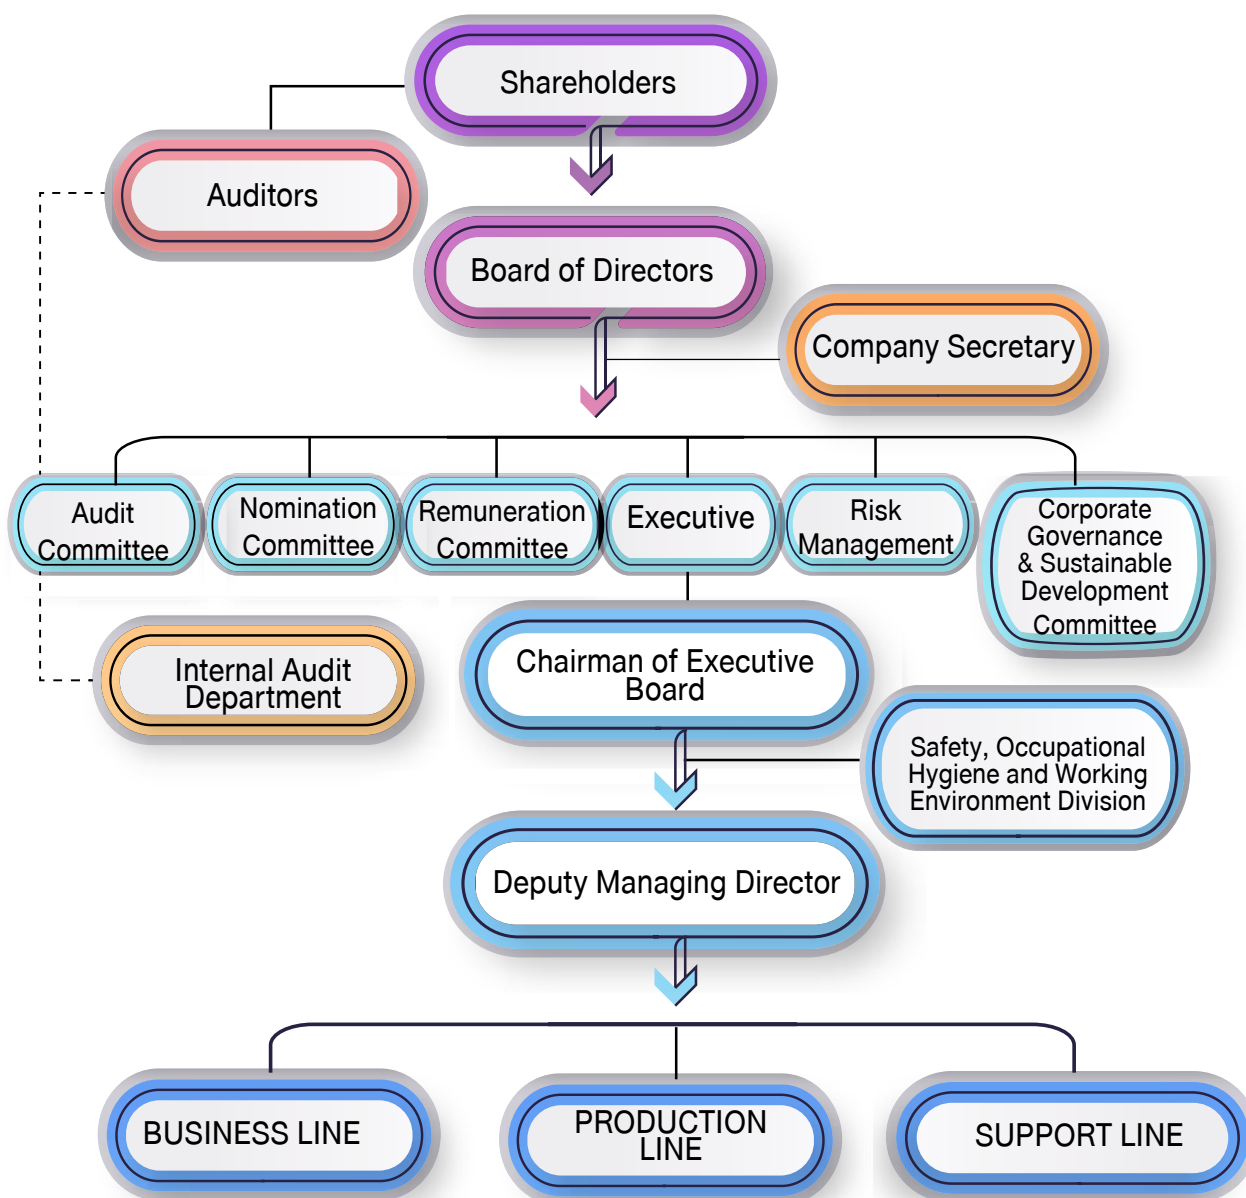 Shareholders
Auditors
Board of Directors
Company Secretary
Audit
Committee
Nomination
Committee
Remuneration
Committee
Executive
Risk
Management
Corporate
Governance
& Sustainable
Development
Committee
Internal Audit
Department
Chairman of Executive
Board
Safety, Occupational
Hygiene and Working
Environment Division
Deputy Managing Director
BUSINESS LINE
PRODUCTION
LINE
SUPPORT LINE